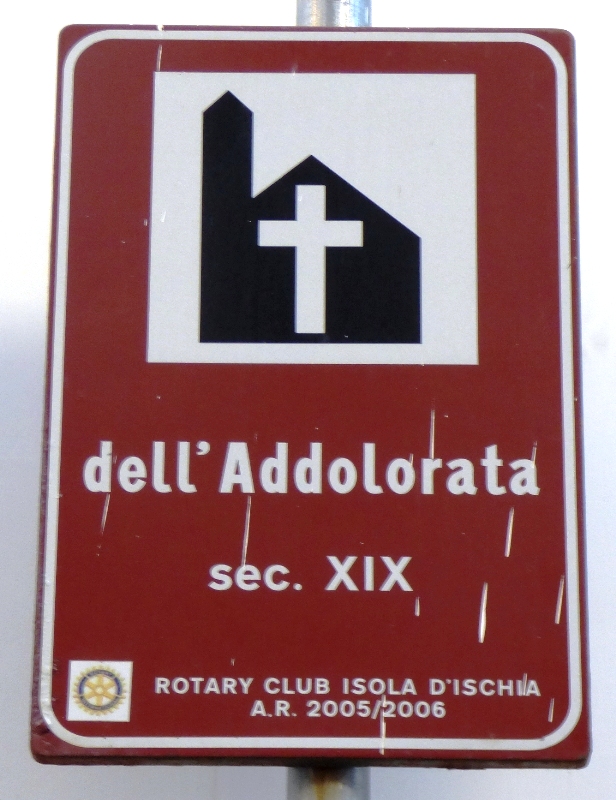 dell'Addolorata
sec. XIX
ROTARY CLUB ISOLA D'ISCHIA
A.R. 2005/2006